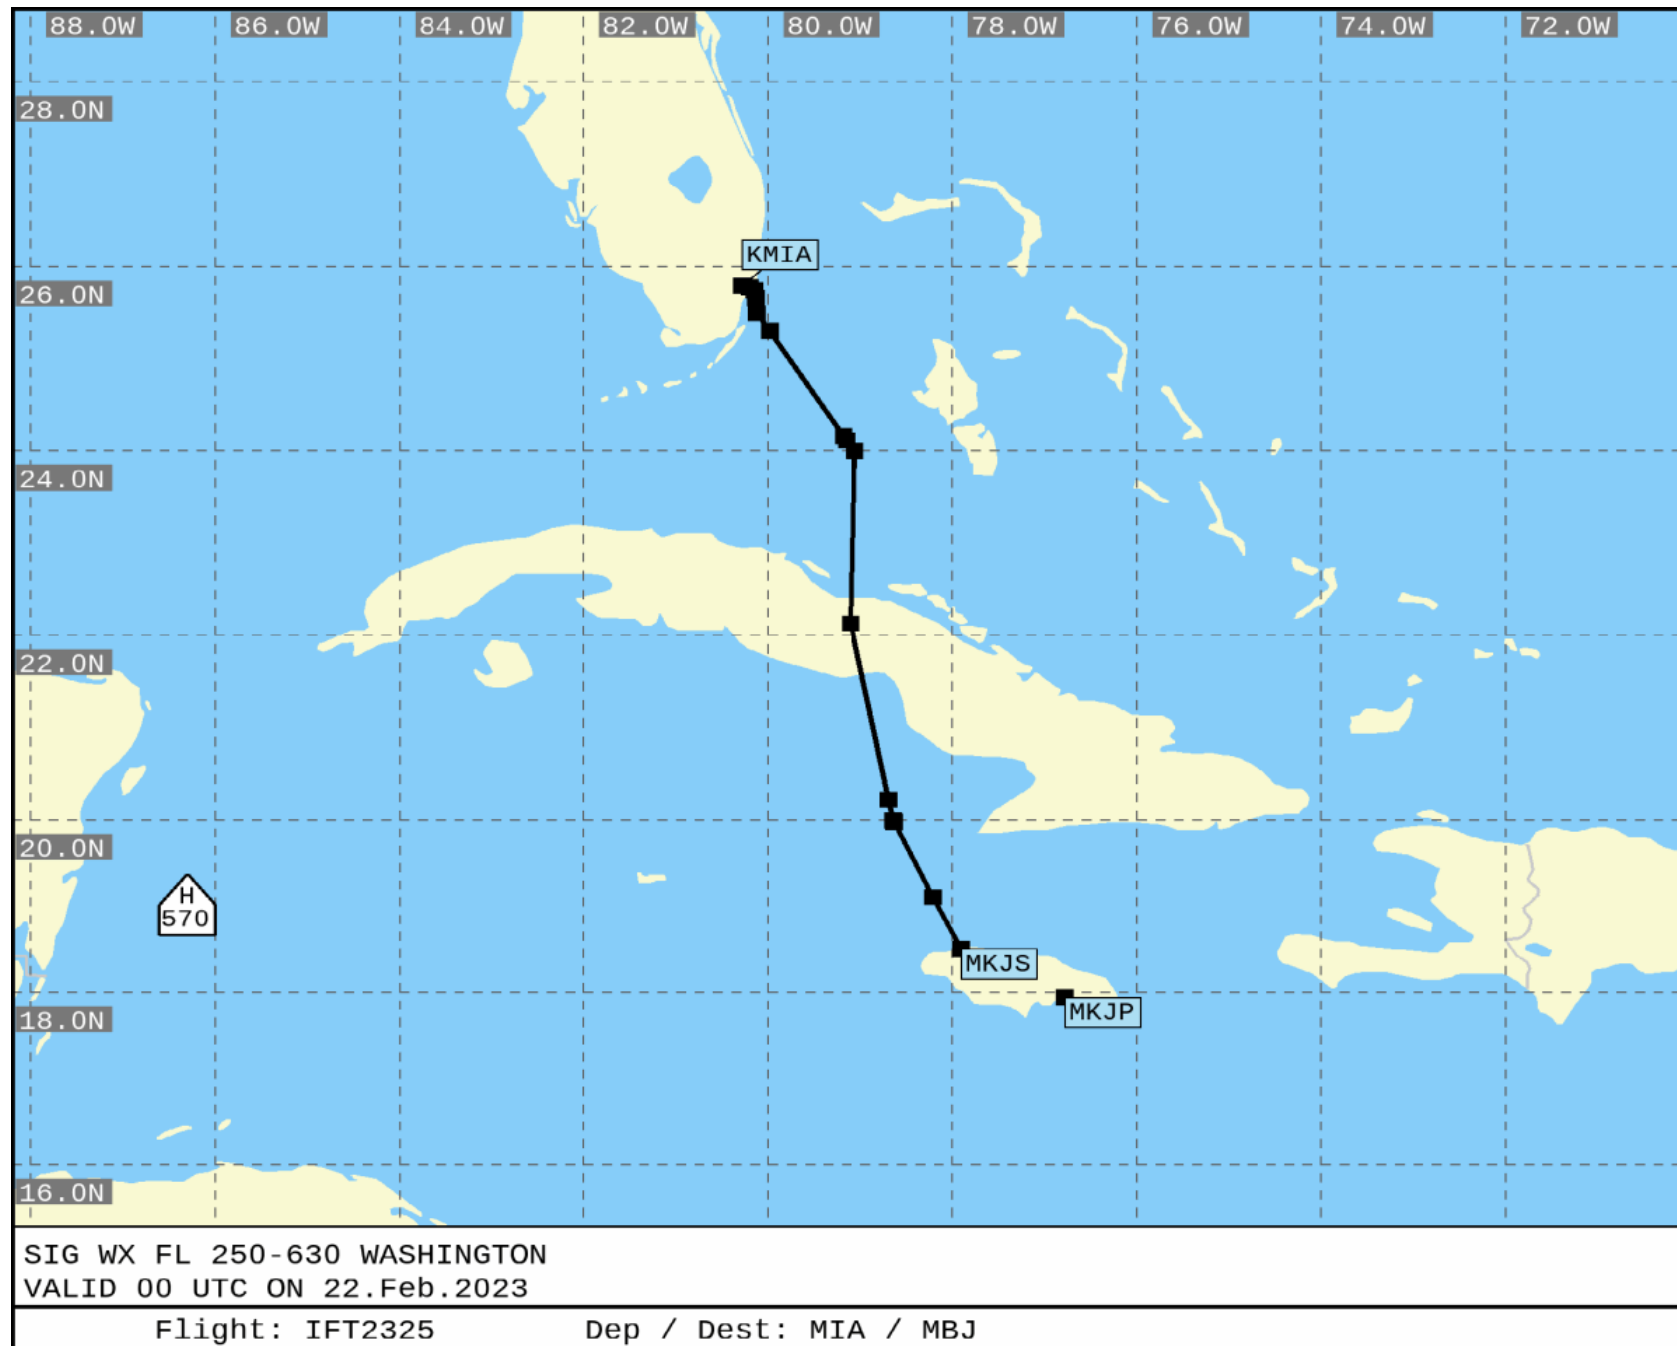 88.0W 86.0W 84.0W 82.0W 80.0W 78.0W 76.0W 74.0W 72.0W
28.0N
KMIA
26.0N
24.0N
22.0N
20.0N
H
570
MKJS
MKJP
18.0N
16.0N
SIG WX FL 250-630 WASHINGTON
VALID 00 UTC ON 22.Feb.2023
Flight: IFT2325 Dep / Dest: MIA / MBJ